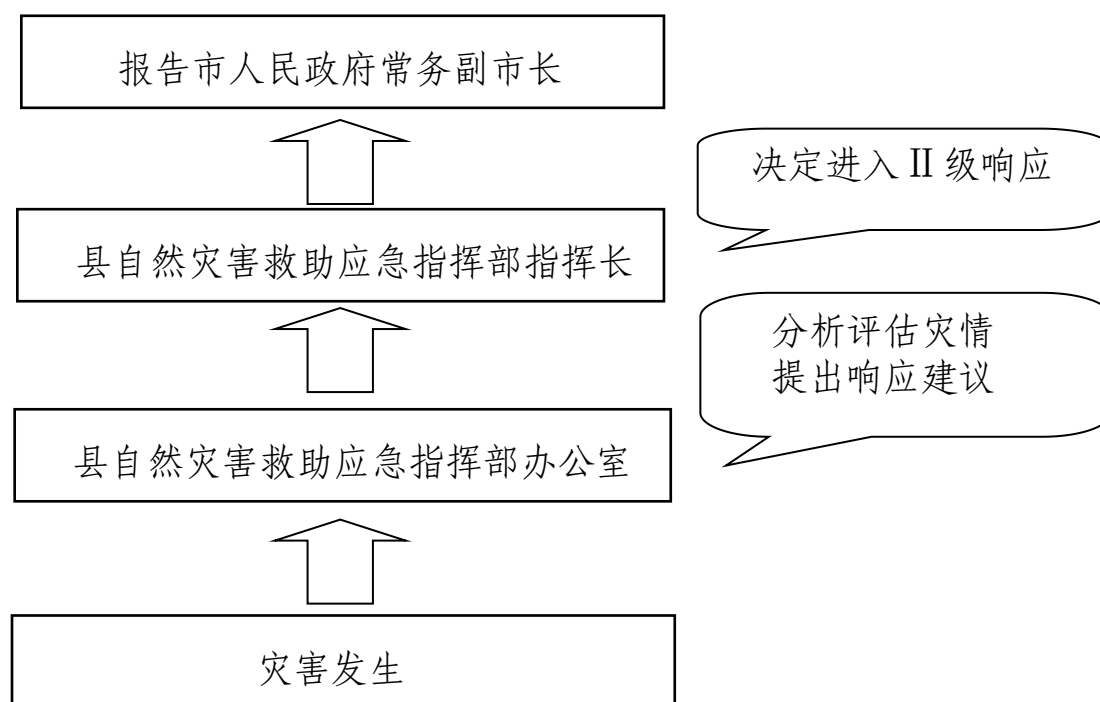 报告市人民政府常务副市长
决定进入 II 级响应
县自然灾害救助应急指挥部指挥长
分析评估灾情
提出响应建议
县自然灾害救助应急指挥部办公室
灾害发生